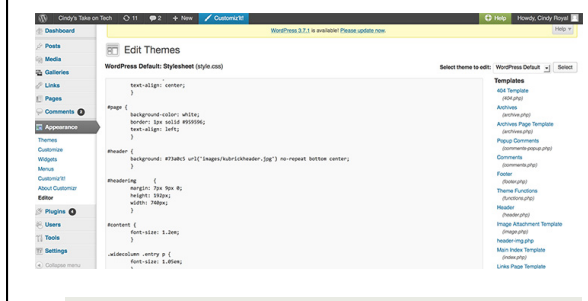 Cindy's Take on Tech 11 2 + New Customiz'it! Help Howdy, Cindy Royal
Dashboard
WordPress 3.7.1 is available! Please update now.
Help
Posts
Media
Galleries
Links
Pages
Comments
Appearance
Themes
Customize
Widgets
Menus
Customiz'it!
About Customizr
Editor
Plugins
Users
Tools
Settings
Collapse menu
Edit Themes
WordPress Default: Stylesheet (style.css)
Select theme to edit: WordPress Default Select
text-align: center;
}
#page {
background-color: white;
border: 1px solid #959596;
text-align: left;
}
#header {
background: #73a0c5 url("images/kubrickheader.jpg") no-repeat bottom center;
}
#headerimg {
margin: 7px 9px 0;
height: 192px;
width: 740px;
}
#content {
font-size: 1.2em;
}
.widecolumn .entry p {
font-size: 1.05em;
}
Templates
404 Template
(404.php)
Archives
(archive.php)
Archives Page Template
(archives.php)
Popup Comments
(comments-popup.php)
Comments
(comments.php)
Footer
(footer.php)
Theme Functions
(functions.php)
Header
(header.php)
Image Attachment Template
(image.php)
header-img.php
Main Index Template
(index.php)
Links Page Template